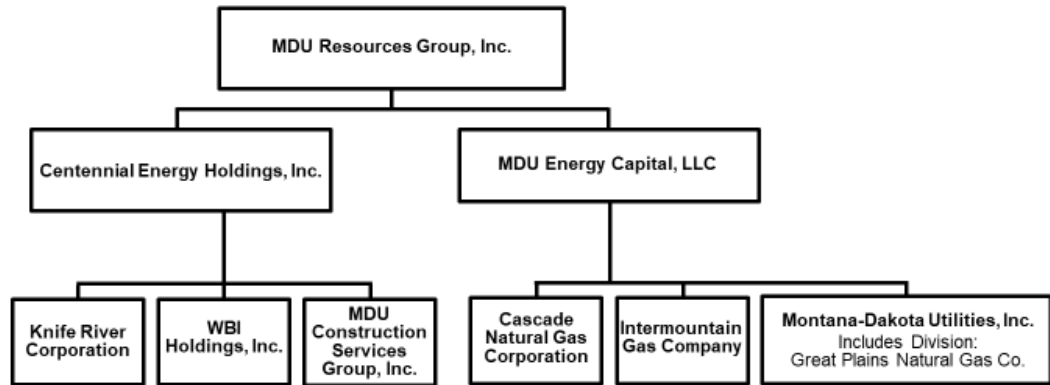 MDU Resources Group, Inc.
Centennial Energy Holdings, Inc.
MDU Energy Capital, LLC
Knife River
Corporation
WBI
Holdings, Inc.
MDU
Construction
Services
Group, Inc.
Cascade
Natural Gas
Corporation
Intermountain
Gas Company
Montana-Dakota Utilities, Inc.
Includes Division:
Great Plains Natural Gas Co.